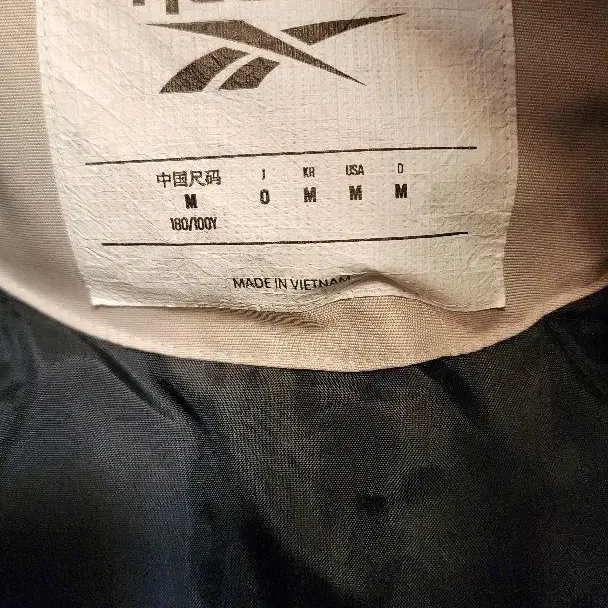 中国尺码 J KR USA D
M O M M M
180/100Y
MADE IN VIETNAM